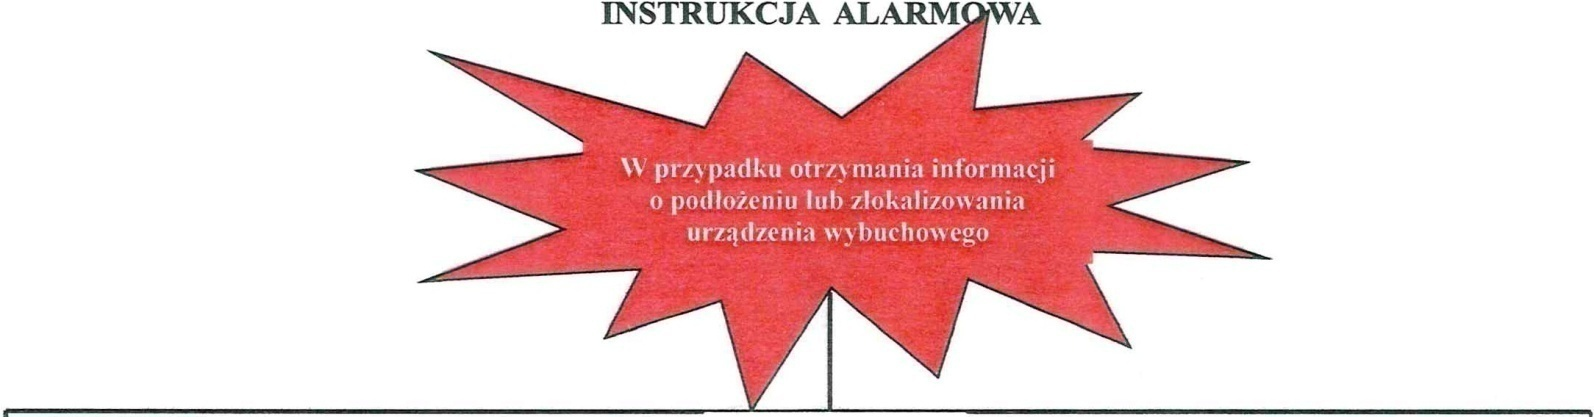 INSTRUKCJA ALARMOWA
W przypadku otrzymania informacji
o podłożeniu lub zlokalizowania
urządzenia wybuchowego